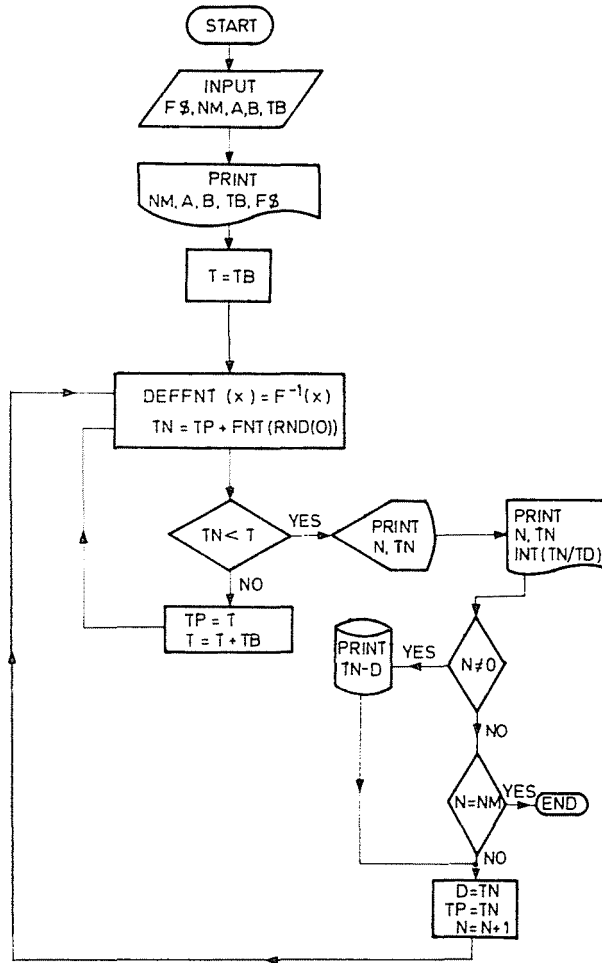 START
INPUT
F$, NM, A, B, TB
PRINT
NM, A, B, TB, F$
T=TB
DEFFNT (x) = F⁻¹(x)
TN = TP + FNT(RND(0))
TN < T
YES
PRINT
N, TN
PRINT
N, TN
INT(TN/TD)
NO
TP = T
T = T + TB
PRINT
TN-D
YES
N≠0
NO
N=NM
YES
END
NO
D=TN
TP=TN
N=N+1